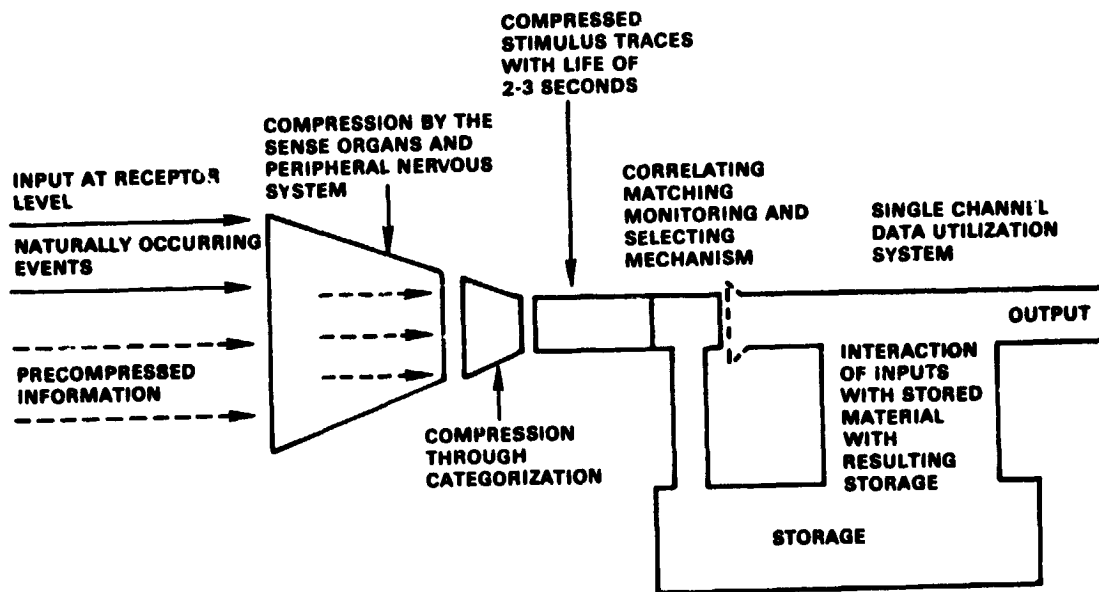 COMPRESSED
STIMULUS TRACES
WITH LIFE OF
2-3 SECONDS
COMPRESSION BY THE
SENSE ORGANS AND
PERIPHERAL NERVOUS
SYSTEM
INPUT AT RECEPTOR
LEVEL
NATURALLY OCCURRING
EVENTS
PRECOMPRESSED
INFORMATION
COMPRESSION
THROUGH
CATEGORIZATION
CORRELATING
MATCHING
MONITORING AND
SELECTING
MECHANISM
SINGLE CHANNEL
DATA UTILIZATION
SYSTEM
OUTPUT
INTERACTION
OF INPUTS
WITH STORED
MATERIAL
WITH
RESULTING
STORAGE
STORAGE